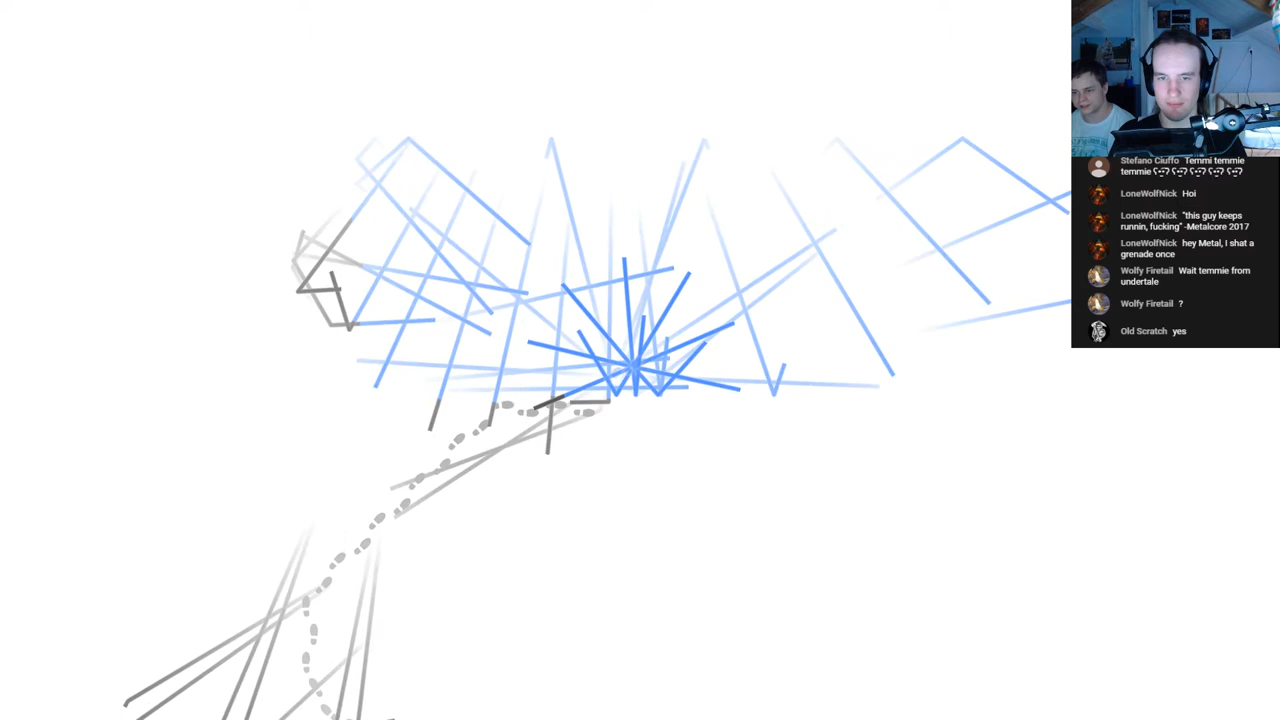 Stefano Ciuffo Temmi temmie
temmie ʕ•ᴥ•ʔ ʕ•ᴥ•ʔ ʕ•ᴥ•ʔ ʕ•ᴥ•ʔ ʕ•ᴥ•ʔ
LoneWolfNick Hoi
LoneWolfNick "this guy keeps
runnin, fucking" -Metalcore 2017
LoneWolfNick hey Metal, I shat a
grenade once
Wolfy Firetail Wait temmie from
undertale
Wolfy Firetail ?
Old Scratch yes